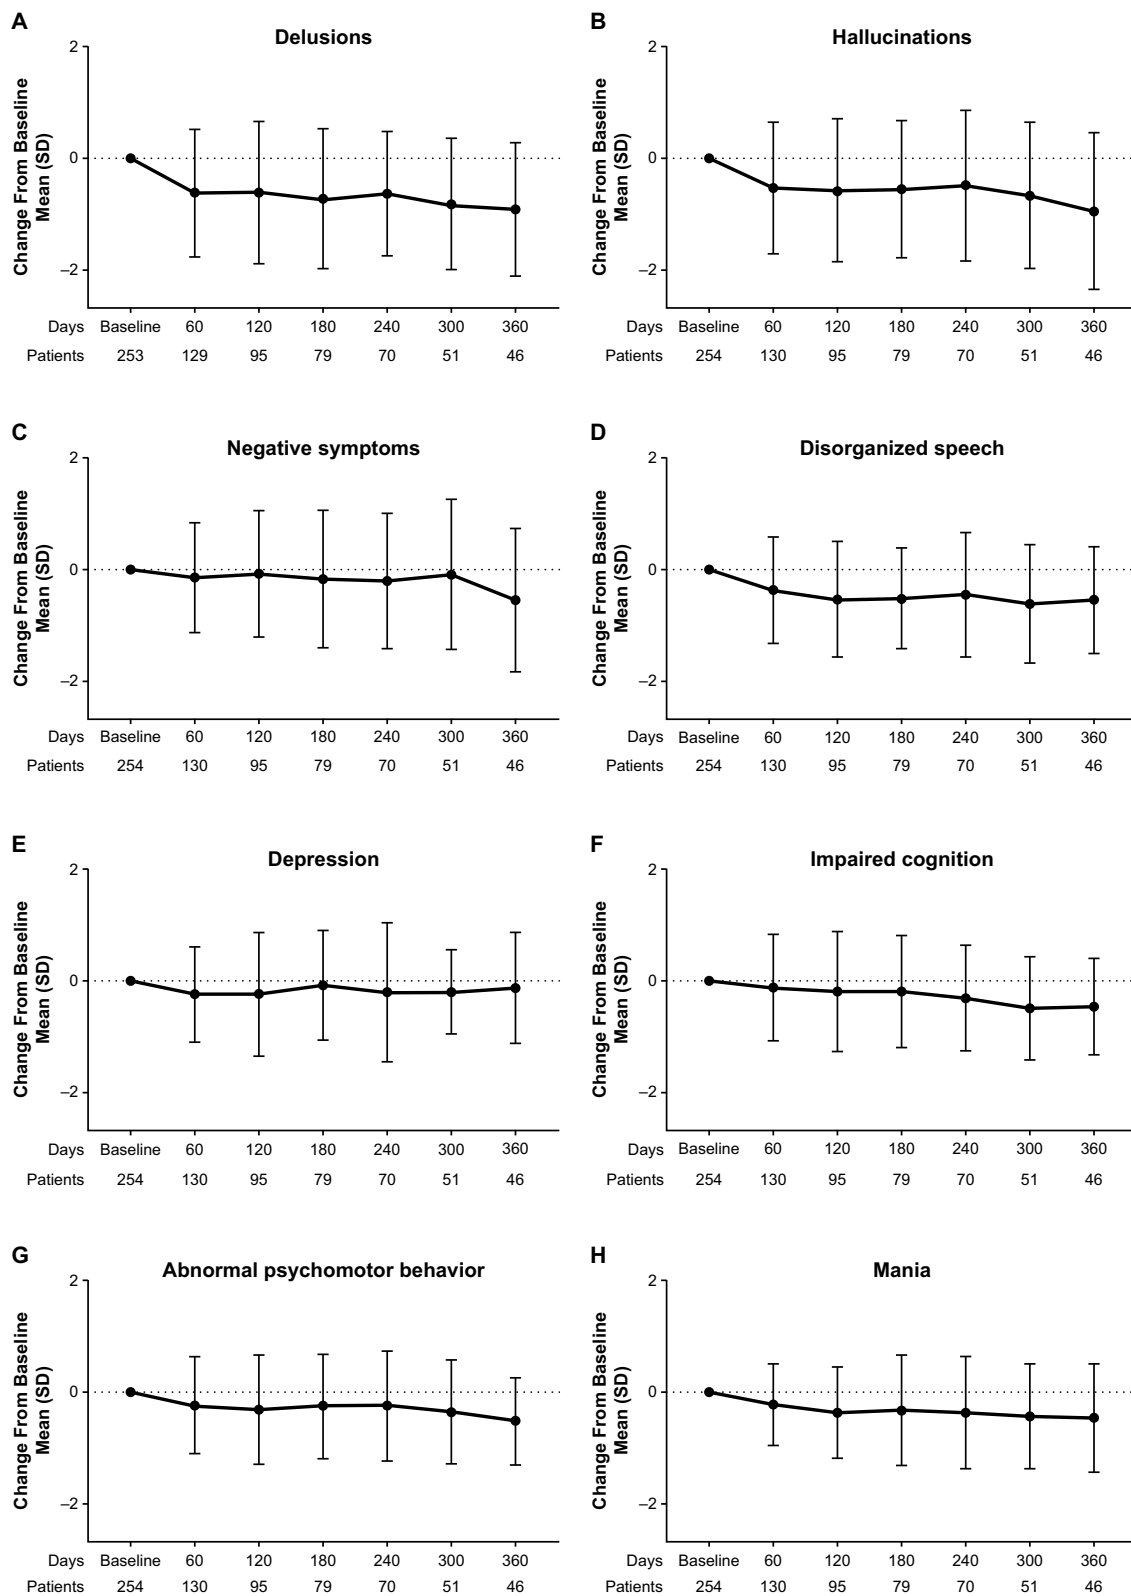 A
Delusions
Change From Baseline
Mean (SD)
2
0
–2
Days Baseline 60 120 180 240 300 360
Patients 253 129 95 79 70 51 46
B
Hallucinations
Change From Baseline
Mean (SD)
2
0
–2
Days Baseline 60 120 180 240 300 360
Patients 254 130 95 79 70 51 46
C
Negative symptoms
Change From Baseline
Mean (SD)
2
0
–2
Days Baseline 60 120 180 240 300 360
Patients 254 130 95 79 70 51 46
D
Disorganized speech
Change From Baseline
Mean (SD)
2
0
–2
Days Baseline 60 120 180 240 300 360
Patients 254 130 95 79 70 51 46
E
Depression
Change From Baseline
Mean (SD)
2
0
–2
Days Baseline 60 120 180 240 300 360
Patients 254 130 95 79 70 51 46
F
Impaired cognition
Change From Baseline
Mean (SD)
2
0
–2
Days Baseline 60 120 180 240 300 360
Patients 254 130 95 79 70 51 46
G
Abnormal psychomotor behavior
Change From Baseline
Mean (SD)
2
0
–2
Days Baseline 60 120 180 240 300 360
Patients 254 130 95 79 70 51 46
H
Mania
Change From Baseline
Mean (SD)
2
0
–2
Days Baseline 60 120 180 240 300 360
Patients 254 130 95 79 70 51 46